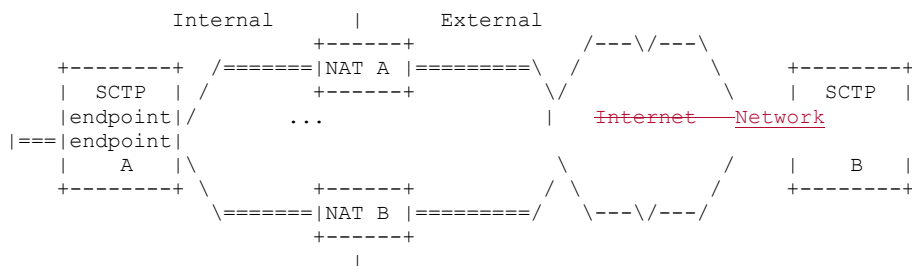 Internal      |      External
                            +------+              /---\/---\
     +--------+  /=======|NAT A |=========\  /          \       +--------+
     |  SCTP  | /           +------+           \/            \      |  SCTP  |
     |endpoint|/         ...                    |   Internet   Network
|===|endpoint|
     |   A    |\                                 \            /     |   B    |
     +--------+ \           +------+           / \          /      +--------+
                 \=======|NAT B |=========/   \---\/---/
                            +------+
                               |